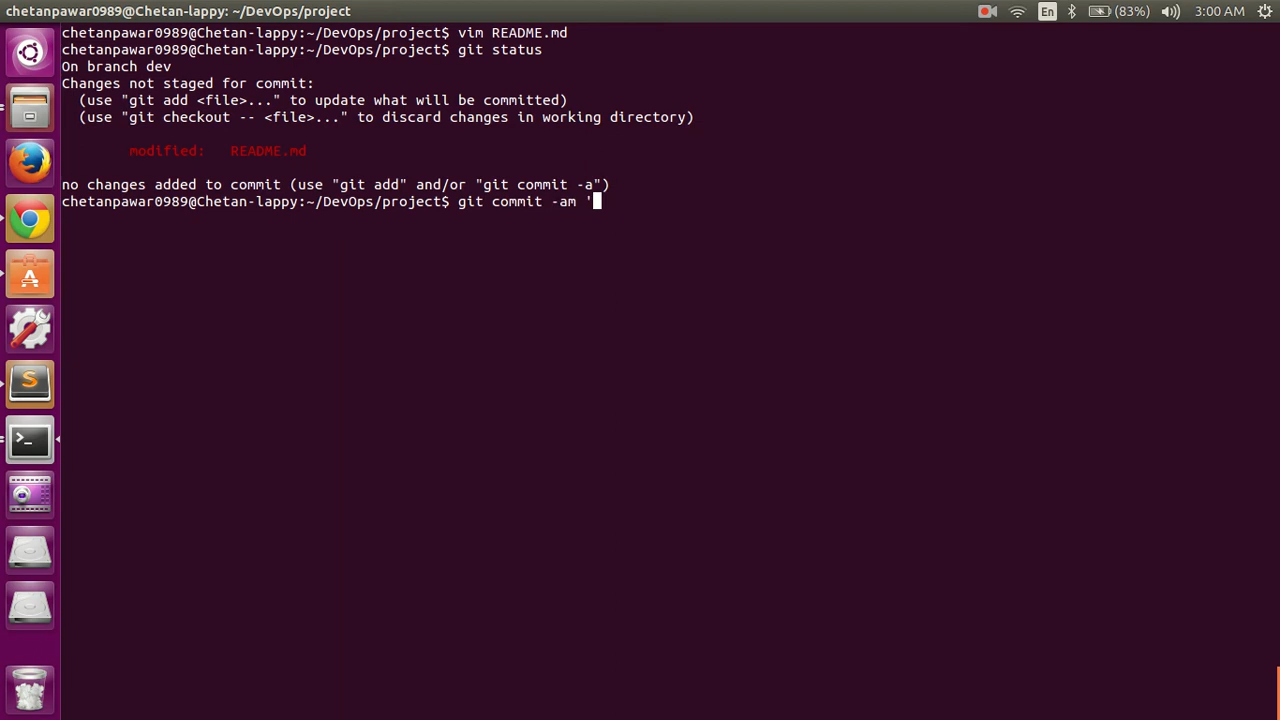 chetanpawar0989@Chetan-lappy: ~/DevOps/project
En
(83%)
3:00 AM
chetanpawar0989@Chetan-lappy:~/DevOps/project$ vim README.md
chetanpawar0989@Chetan-lappy:~/DevOps/project$ git status
On branch dev
Changes not staged for commit:
  (use "git add <file>..." to update what will be committed)
  (use "git checkout -- <file>..." to discard changes in working directory)
        modified:   README.md
no changes added to commit (use "git add" and/or "git commit -a")
chetanpawar0989@Chetan-lappy:~/DevOps/project$ git commit -am '